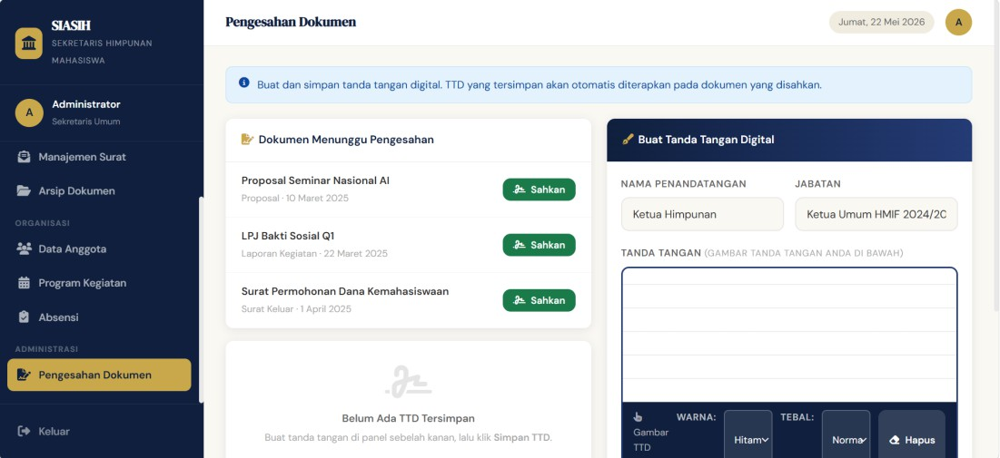 SIASIH
SEKRETARIS HIMPUNAN
MAHASISWA
A
Administrator
Sekretaris Umum
Manajemen Surat
Arsip Dokumen
ORGANISASI
Data Anggota
Program Kegiatan
Absensi
ADMINISTRASI
Pengesahan Dokumen
Keluar
Pengesahan Dokumen
Jumat, 22 Mei 2026
A
Buat dan simpan tanda tangan digital. TTD yang tersimpan akan otomatis diterapkan pada dokumen yang disahkan.
Dokumen Menunggu Pengesahan
Proposal Seminar Nasional AI
Proposal · 10 Maret 2025
Sahkan
LPJ Bakti Sosial Q1
Laporan Kegiatan · 22 Maret 2025
Sahkan
Surat Permohonan Dana Kemahasiswaan
Surat Keluar · 1 April 2025
Sahkan
Belum Ada TTD Tersimpan
Buat tanda tangan di panel sebelah kanan, lalu klik Simpan TTD.
Buat Tanda Tangan Digital
NAMA PENANDATANGAN
Ketua Himpunan
JABATAN
Ketua Umum HMIF 2024/20
TANDA TANGAN (GAMBAR TANDA TANGAN ANDA DI BAWAH)
Gambar
TTD
WARNA:
Hitam
TEBAL:
Norma
Hapus